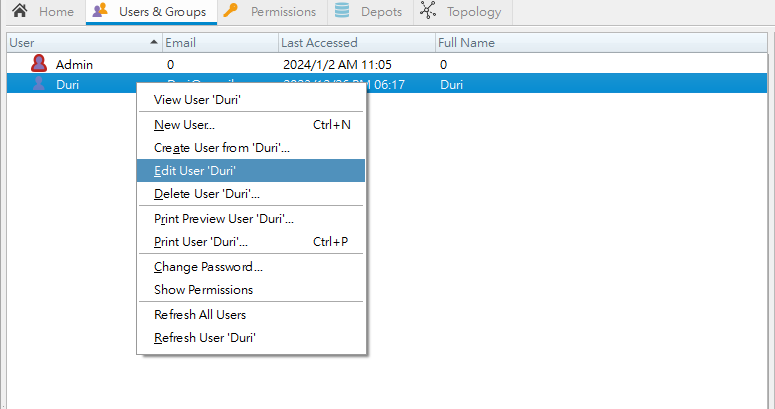 Home Users & Groups Permissions Depots Topology
User Email Last Accessed Full Name
Admin 0 2024/1/2 AM 11:05 0
Duri PM 06:17 Duri
View User 'Duri'
New User... Ctrl+N
Create User from 'Duri'...
Edit User 'Duri'
Delete User 'Duri'...
Print Preview User 'Duri'...
Print User 'Duri'... Ctrl+P
Change Password...
Show Permissions
Refresh All Users
Refresh User 'Duri'